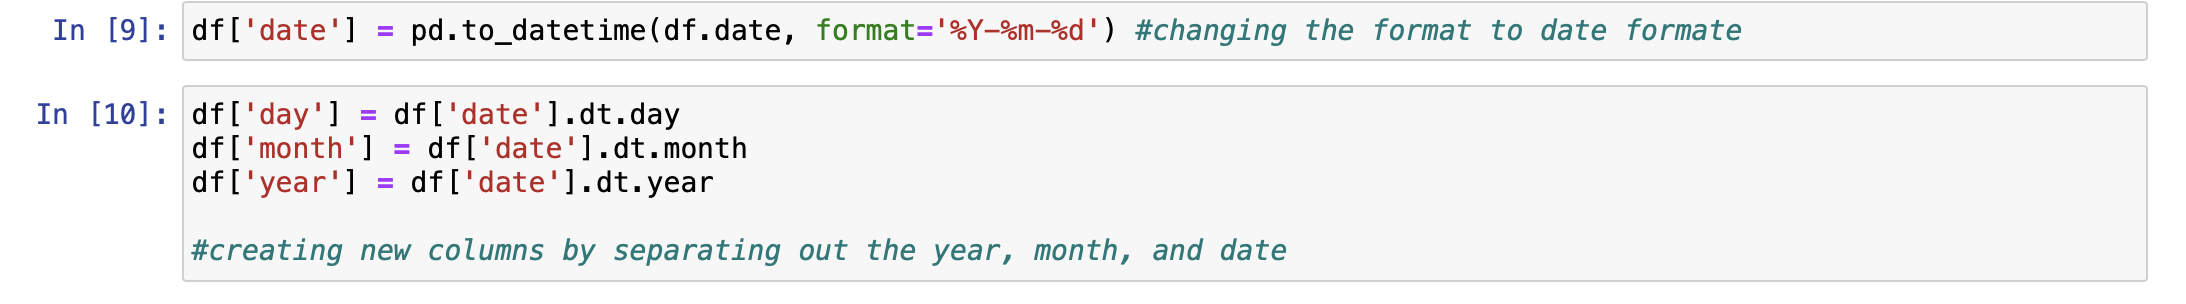 In [9]: df['date'] = pd.to_datetime(df.date, format='%Y-%m-%d') #changing the format to date formate
In [10]: df['day'] = df['date'].dt.day
df['month'] = df['date'].dt.month
df['year'] = df['date'].dt.year
#creating new columns by separating out the year, month, and date